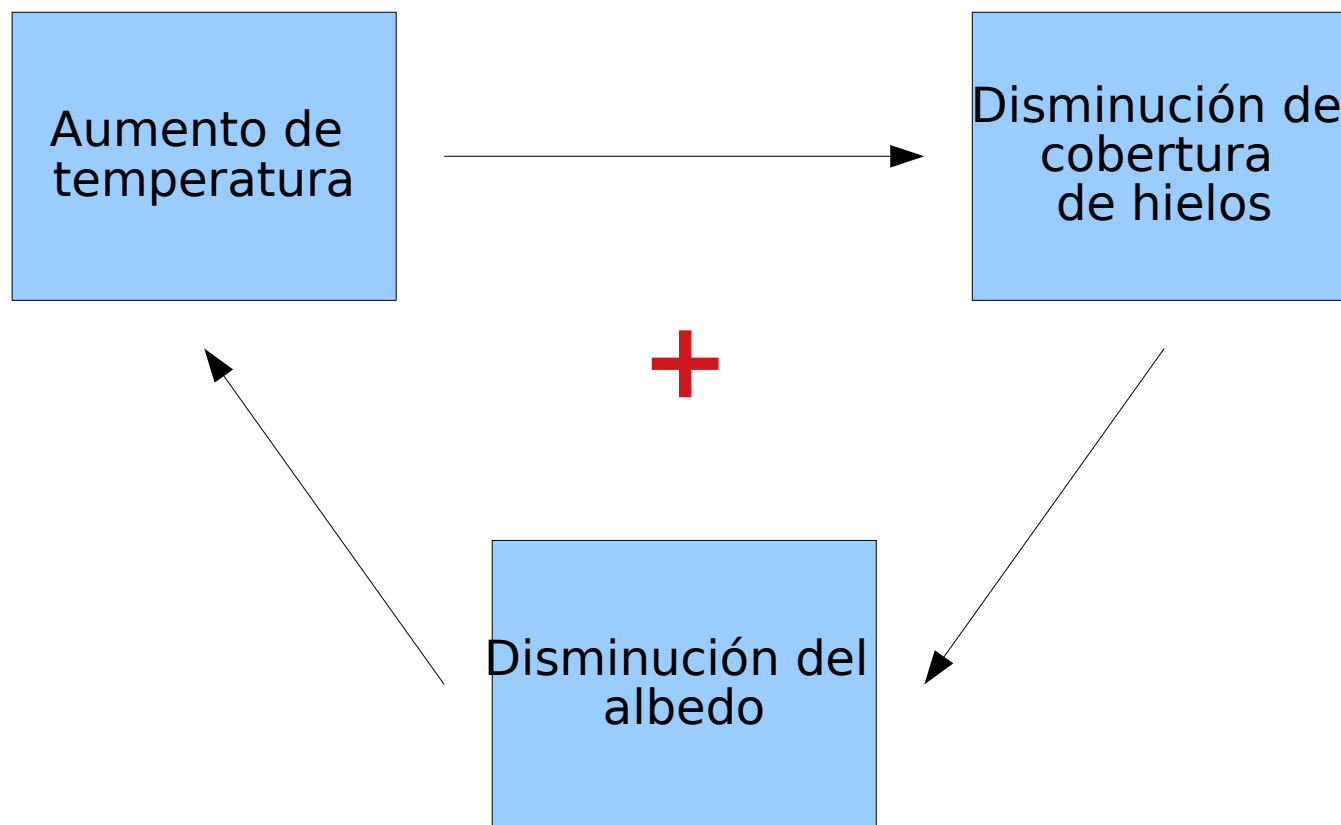 Aumento de
temperatura
Disminución de
cobertura
de hielos
+
Disminución del
albedo